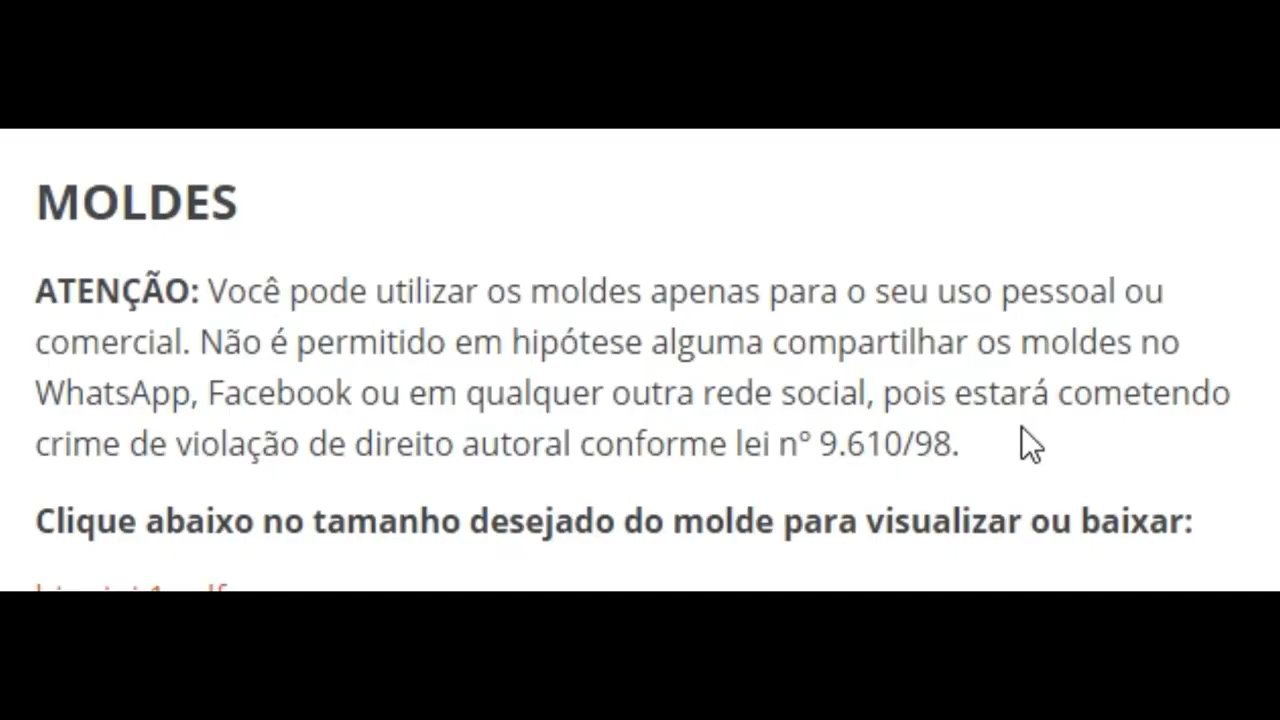 MOLDES
ATENÇÃO: Você pode utilizar os moldes apenas para o seu uso pessoal ou
comercial. Não é permitido em hipótese alguma compartilhar os moldes no
WhatsApp, Facebook ou em qualquer outra rede social, pois estará cometendo
crime de violação de direito autoral conforme lei nº 9.610/98.
Clique abaixo no tamanho desejado do molde para visualizar ou baixar: